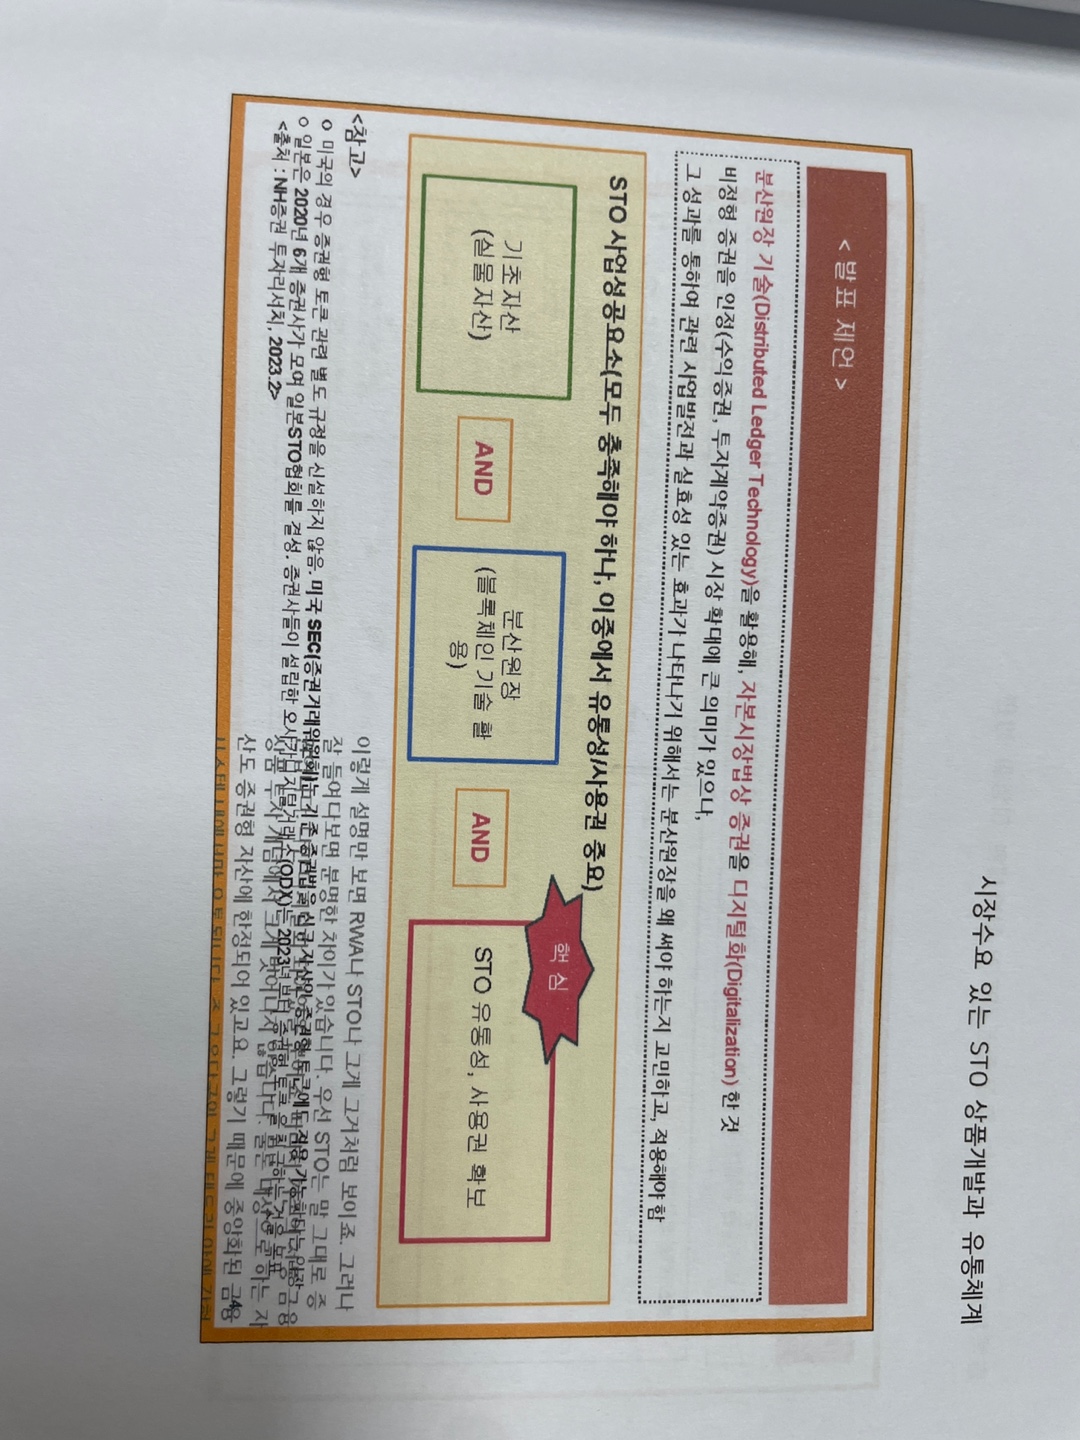 시장수요 있는 STO 상품개발과 유통체계
< 발표 제언 >
분산원장 기술(Distributed Ledger Technology)을 활용해, 자본시장법상 증권을 디지털화(Digitalization) 한 것
비정형 증권을 인정(수익증권, 투자계약증권) 시장 확대에 큰 의미가 있으나,
그 성과를 통하여 관련 사업발전과 실효성 있는 효과가 나타나기 위해서는 분산원장을 왜 써야 하는지 고민하고, 적용해야 함
STO 사업성공요소(모두 충족해야 하나, 이중에서 유통성/사용권 중요)
기초자산
(실물자산)
AND
분산원장
(블록체인 기술 활
용)
AND
핵 심
STO 유통성, 사용권 확보
<참고>
o 미국의 경우 증권형 토큰 관련 별도 규정을 신설하지 않음. 미국 SEC(증권거래위원회)는 기존 증권법을 신규 자산인 증권형 토큰에도 적용 가능하다는 입장
o 일본은 2020년 6개 증권사가 모여 일본STO협회를 결성. 증권사들이 설립한 오사카디지털거래소(ODX)는 2023년부터 증권형 토큰을 취급하는 것을 목표
<출처 : NH증권 투자리서치, 2023.2>
이렇게 설명만 보면 RWA나 STO나 그게 그거처럼 보이죠. 그러나
잘 들여다보면 분명한 차이가 있습니다. 우선 STO는 말 그대로 증
금융
상품 투자 개념에서 크게 벗어나지 않습니다. 물론 대상으로 하는 자
산도 증권형 자산에 한정되어 있고요. 그렇기 때문에 중앙화된 금융
4